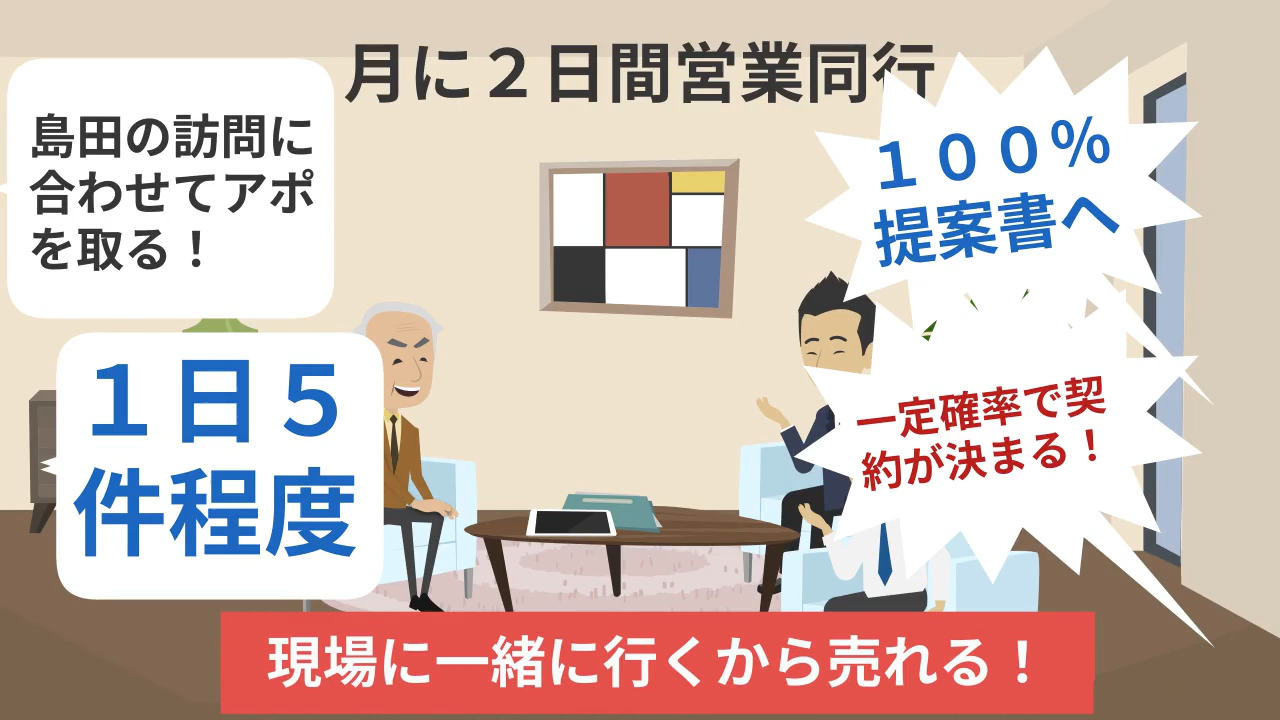 月に２日間営業同行
島田の訪問に
合わせてアポ
を取る！
１００％
提案書へ
１日５
件程度
一定確率で契
約が決まる！
現場に一緒に行くから売れる！